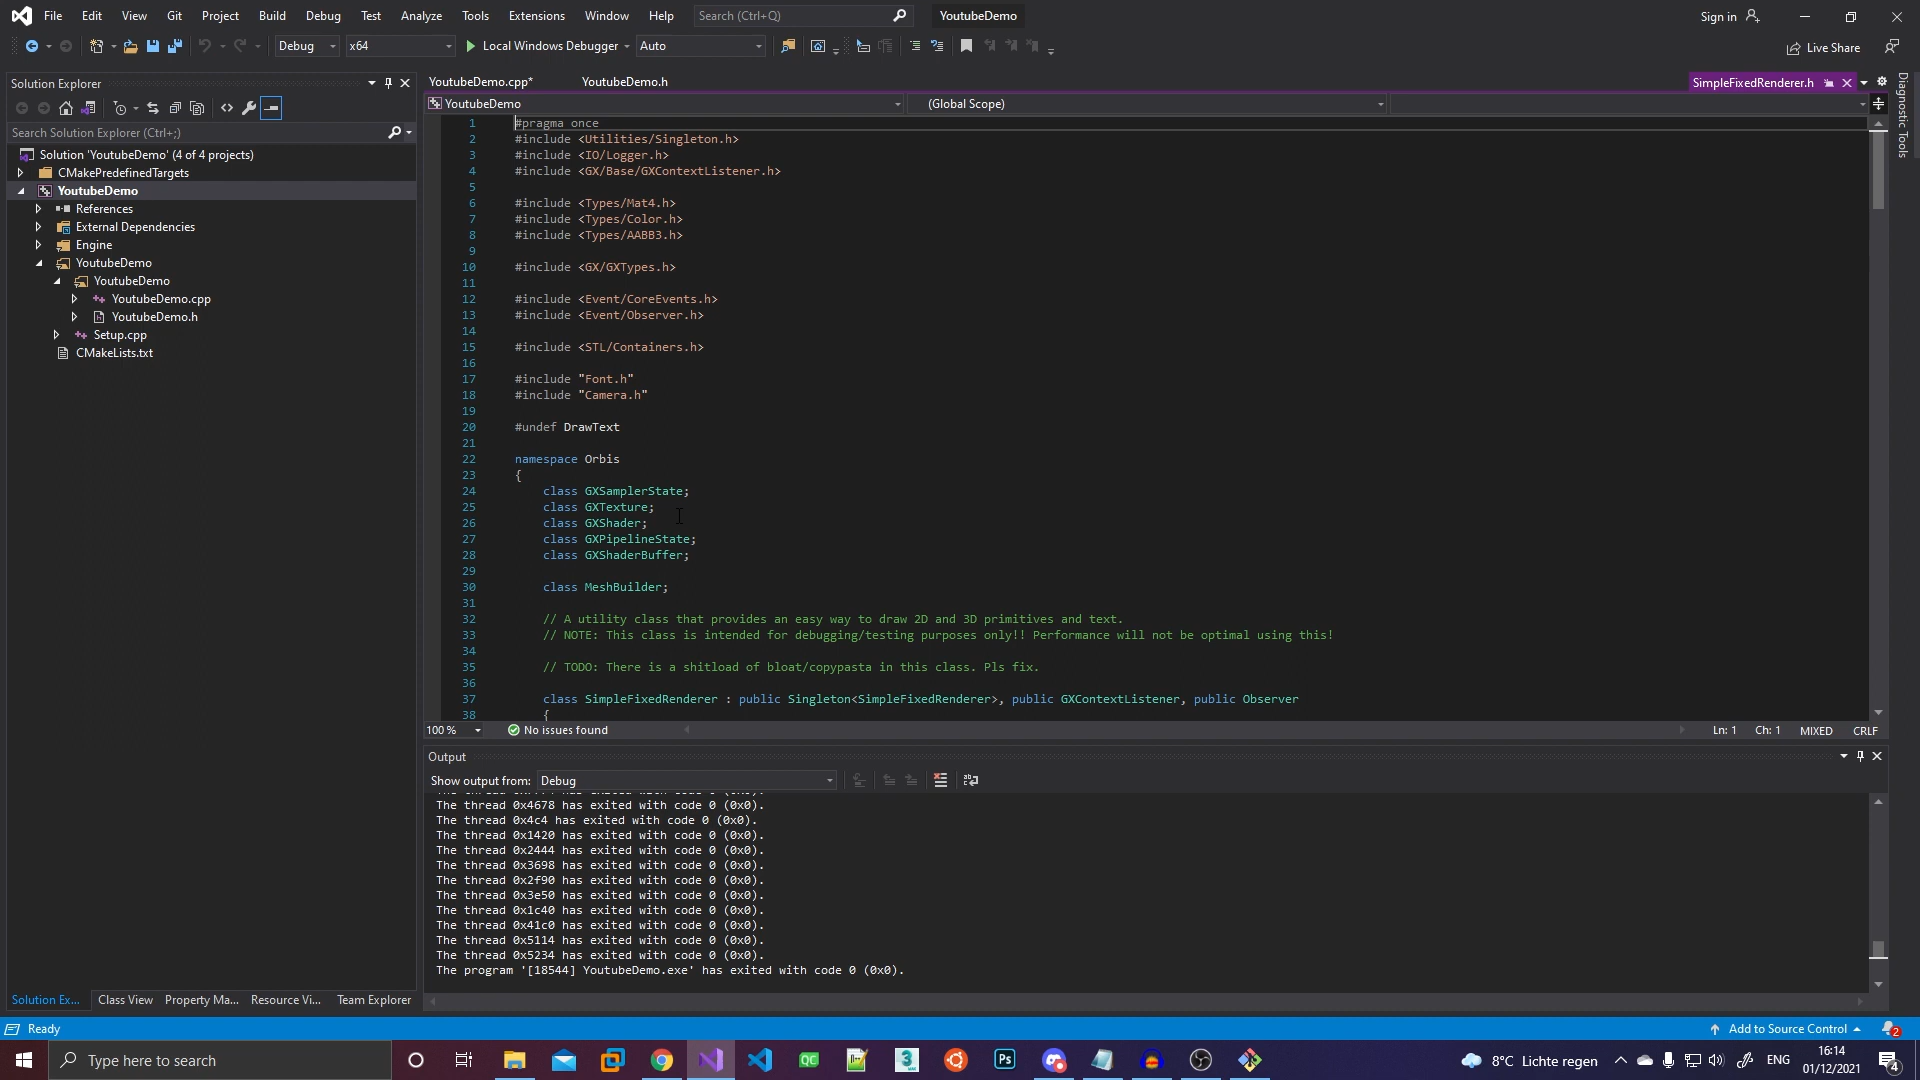 File Edit View Git Project Build Debug Test Analyze Tools Extensions Window Help Search (Ctrl+Q) YoutubeDemo Sign in
Debug x64 Local Windows Debugger Auto Live Share
Solution Explorer
Search Solution Explorer (Ctrl+;)
Solution 'YoutubeDemo' (4 of 4 projects)
CMakePredefinedTargets
YoutubeDemo
References
External Dependencies
Engine
YoutubeDemo
YoutubeDemo
YoutubeDemo.cpp
YoutubeDemo.h
Setup.cpp
CMakeLists.txt
Solution Ex... Class View Property Ma... Resource Vi... Team Explorer
YoutubeDemo.cpp* YoutubeDemo.h SimpleFixedRenderer.h
YoutubeDemo (Global Scope)
1 #pragma once
2 #include <Utilities/Singleton.h>
3 #include <IO/Logger.h>
4 #include <GX/Base/GXContextListener.h>
5
6 #include <Types/Mat4.h>
7 #include <Types/Color.h>
8 #include <Types/AABB3.h>
9
10 #include <GX/GXTypes.h>
11
12 #include <Event/CoreEvents.h>
13 #include <Event/Observer.h>
14
15 #include <STL/Containers.h>
16
17 #include "Font.h"
18 #include "Camera.h"
19
20 #undef DrawText
21
22 namespace Orbis
23 {
24 class GXSamplerState;
25 class GXTexture;
26 class GXShader;
27 class GXPipelineState;
28 class GXShaderBuffer;
29
30 class MeshBuilder;
31
32 // A utility class that provides an easy way to draw 2D and 3D primitives and text.
33 // NOTE: This class is intended for debugging/testing purposes only!! Performance will not be optimal using this!
34
35 // TODO: There is a shitload of bloat/copypasta in this class. Pls fix.
36
37 class SimpleFixedRenderer : public Singleton<SimpleFixedRenderer>, public GXContextListener, public Observer
38 {
100 % No issues found Ln: 1 Ch: 1 MIXED CRLF
Diagnostic Tools
Output
Show output from: Debug
The thread 0x4678 has exited with code 0 (0x0).
The thread 0x4c4 has exited with code 0 (0x0).
The thread 0x1420 has exited with code 0 (0x0).
The thread 0x2444 has exited with code 0 (0x0).
The thread 0x3698 has exited with code 0 (0x0).
The thread 0x2f90 has exited with code 0 (0x0).
The thread 0x3e50 has exited with code 0 (0x0).
The thread 0x1c40 has exited with code 0 (0x0).
The thread 0x41c0 has exited with code 0 (0x0).
The thread 0x5114 has exited with code 0 (0x0).
The thread 0x5234 has exited with code 0 (0x0).
The program '[18544] YoutubeDemo.exe' has exited with code 0 (0x0).
Ready Add to Source Control 2
Type here to search QC Ps 8°C Lichte regen ENG 16:14
01/12/2021 4